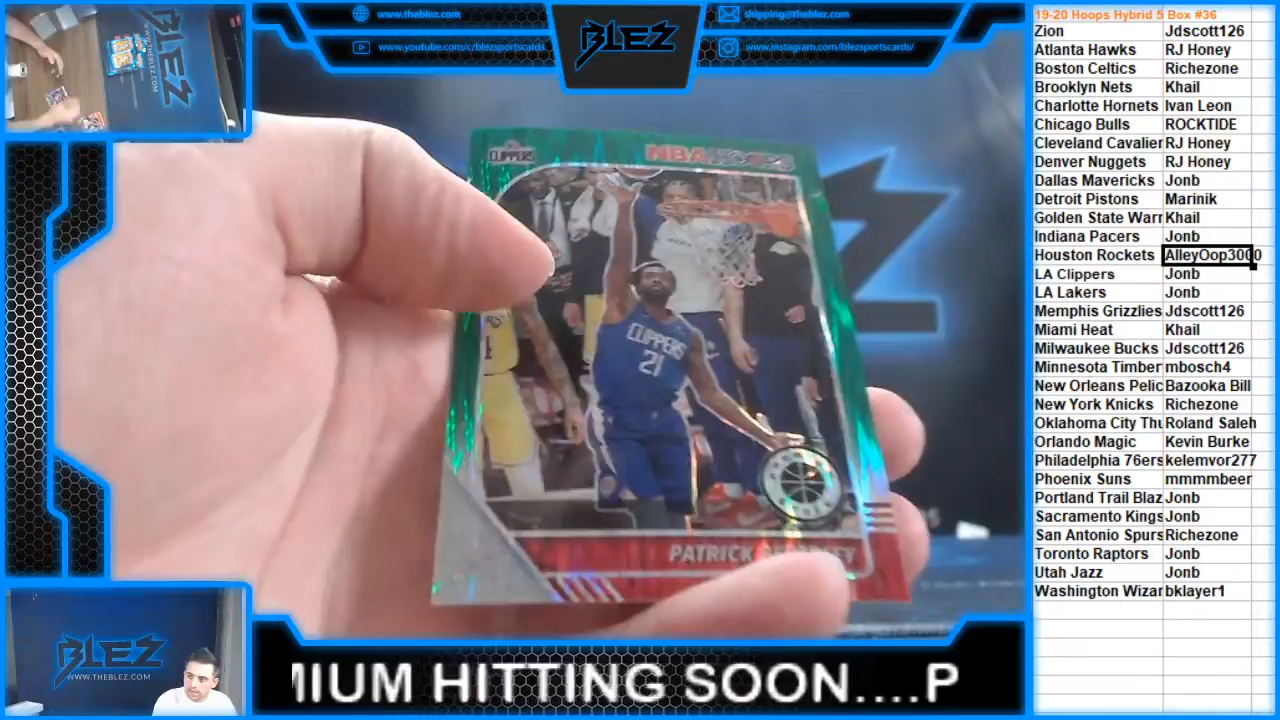 BLEZ
WWW.THEBLEZ.COM
www.theblez.com
www.youtube.com/c/blezsportscards
BLEZ
shipping@theblez.com
www.instagram.com/blezsportscards/
CLIPPERS
NBA HOOPS
CLIPPERS
21
PATRICK
BLEZ
WWW.THEBLEZ.COM
MIUM HITTING SOON....P
19-20 Hoops Hybrid 5 Box #36
Zion Jdscott126
Atlanta Hawks RJ Honey
Boston Celtics Richezone
Brooklyn Nets Khail
Charlotte Hornets Ivan Leon
Chicago Bulls ROCKTIDE
Cleveland Cavalier RJ Honey
Denver Nuggets RJ Honey
Dallas Mavericks Jonb
Detroit Pistons Marinik
Golden State Warr Khail
Indiana Pacers Jonb
Houston Rockets AlleyOop3000
LA Clippers Jonb
LA Lakers Jonb
Memphis Grizzlies Jdscott126
Miami Heat Khail
Milwaukee Bucks Jdscott126
Minnesota Timber mbosch4
New Orleans Pelic Bazooka Bill
New York Knicks Richezone
Oklahoma City Thu Roland Saleh
Orlando Magic Kevin Burke
Philadelphia 76ers kelemvor277
Phoenix Suns mmmmbeer
Portland Trail Blaz Jonb
Sacramento Kings Jonb
San Antonio Spurs Richezone
Toronto Raptors Jonb
Utah Jazz Jonb
Washington Wizar bklayer1